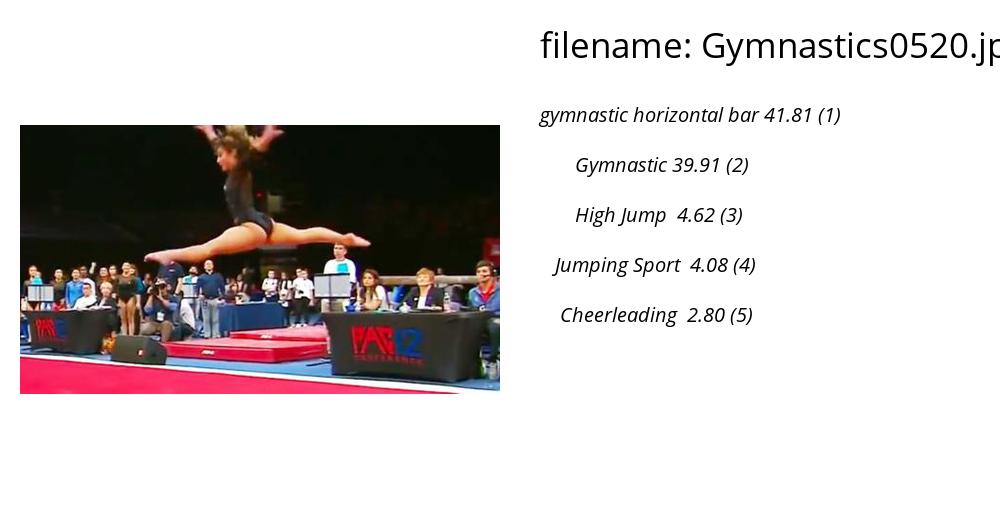 filename: Gymnastics0520.jp
gymnastic horizontal bar 41.81 (1)
Gymnastic 39.91 (2)
High Jump 4.62 (3)
Jumping Sport 4.08 (4)
Cheerleading 2.80 (5)
PAC 12
PAC 12
CONFERENCE